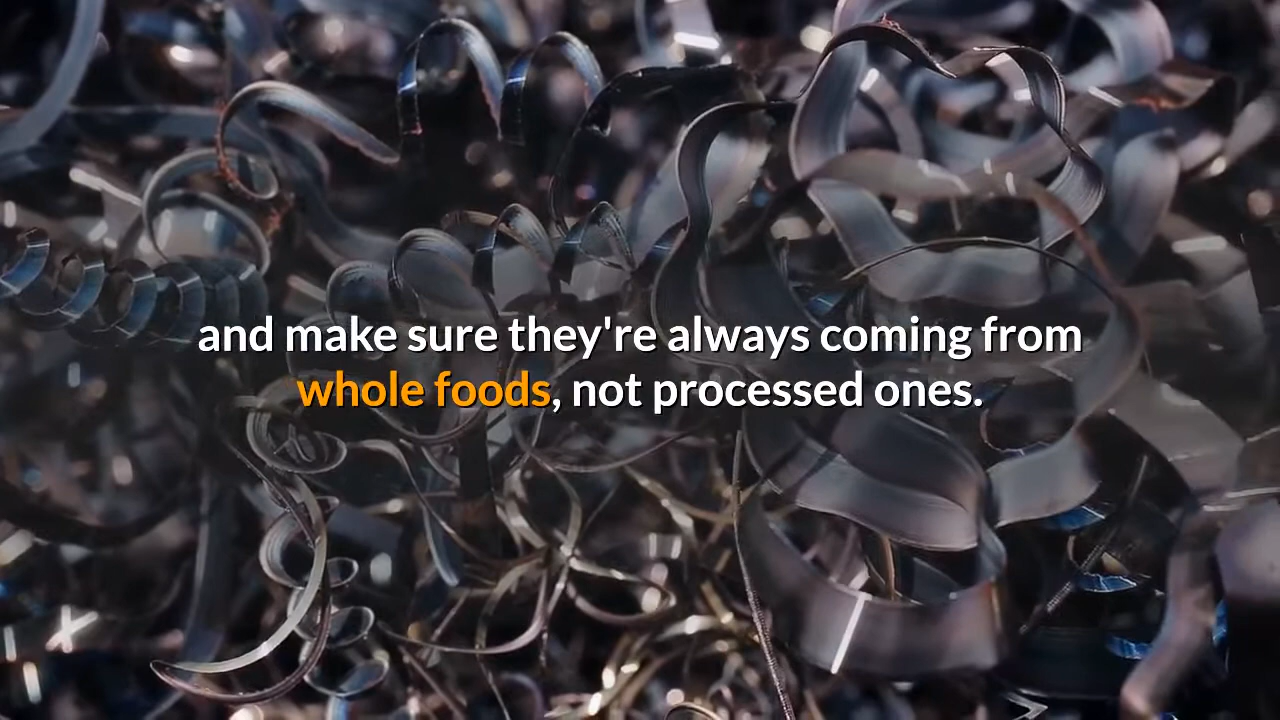 and make sure they're always coming from
whole foods, not processed ones.